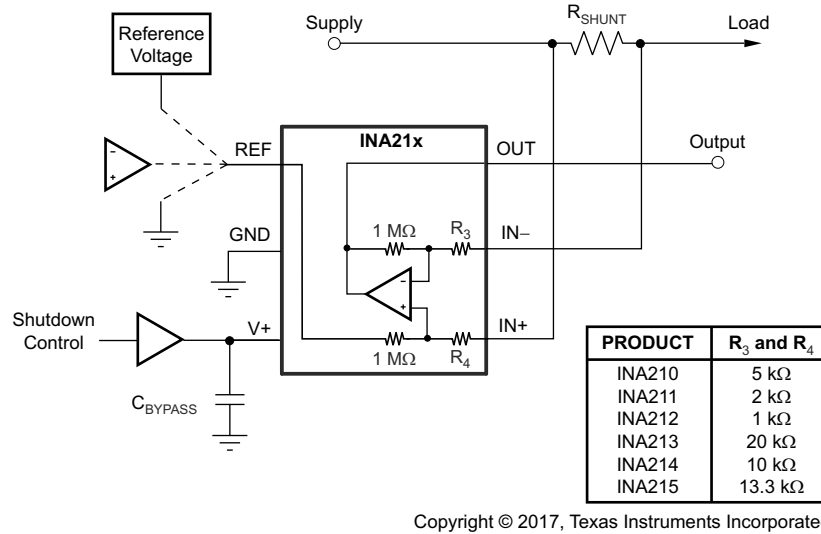 Supply
R_SHUNT
Load
Reference
Voltage
INA21x
REF
OUT
Output
1 MΩ
R3
IN−
GND
-
+
-
+
Shutdown
Control
V+
1 MΩ
R4
IN+
C_BYPASS
PRODUCT R3 and R4
INA210 5 kΩ
INA211 2 kΩ
INA212 1 kΩ
INA213 20 kΩ
INA214 10 kΩ
INA215 13.3 kΩ
Copyright © 2017, Texas Instruments Incorporate